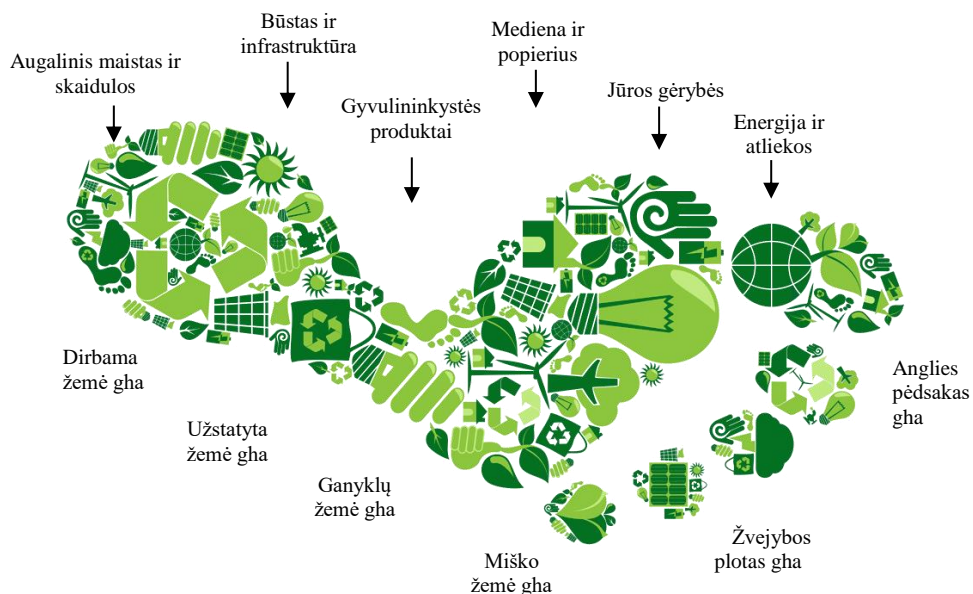 Augalinis maistas ir
skaidulos
Būstas ir
infrastruktūra
Gyvulininkystės
produktai
Mediena ir
popierius
Jūros gėrybės
Energija ir
atliekos
Dirbama
žemė gha
Užstatyta
žemė gha
Ganyklų
žemė gha
Miško
žemė gha
Žvejybos
plotas gha
Anglies
pėdsakas
gha